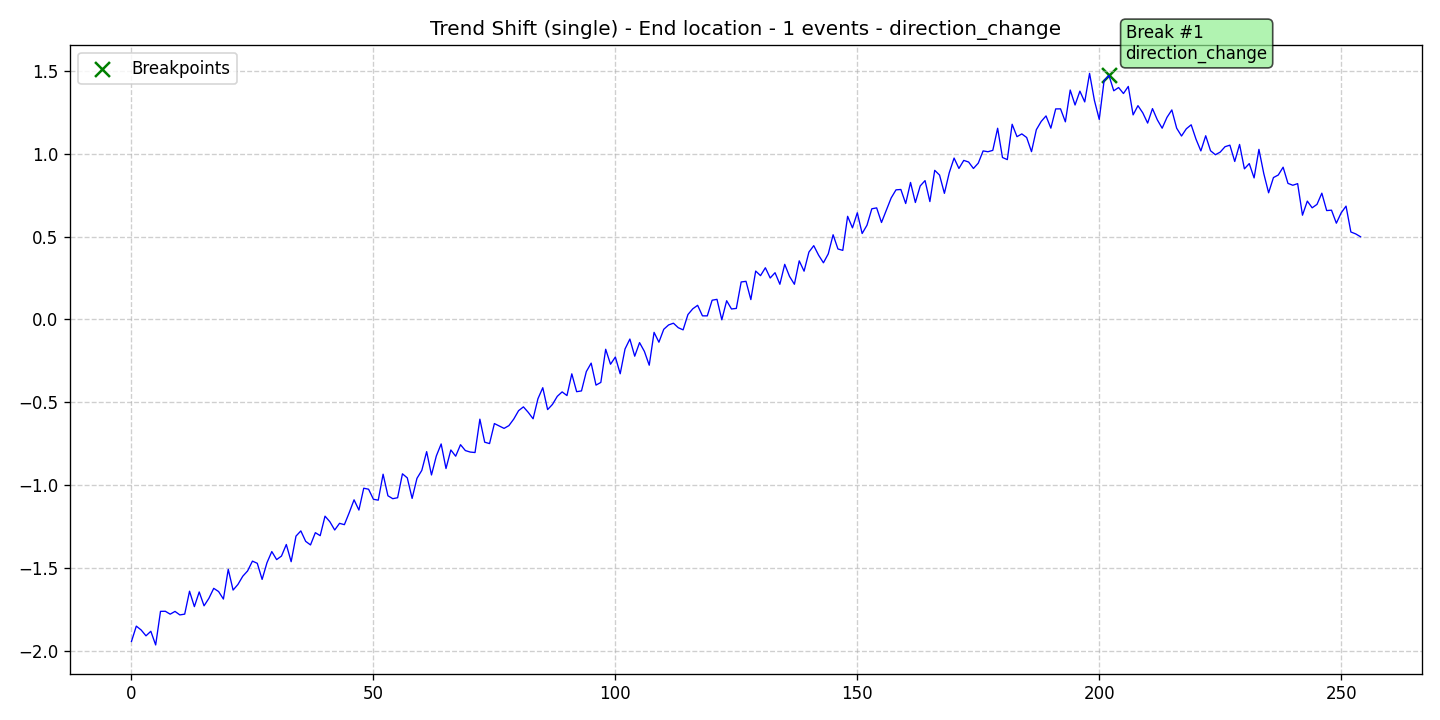 Trend Shift (single) - End location - 1 events - direction_change
Break #1
direction_change
Breakpoints
1.5
1.0
0.5
0.0
−0.5
−1.0
−1.5
−2.0
0 50 100 150 200 250